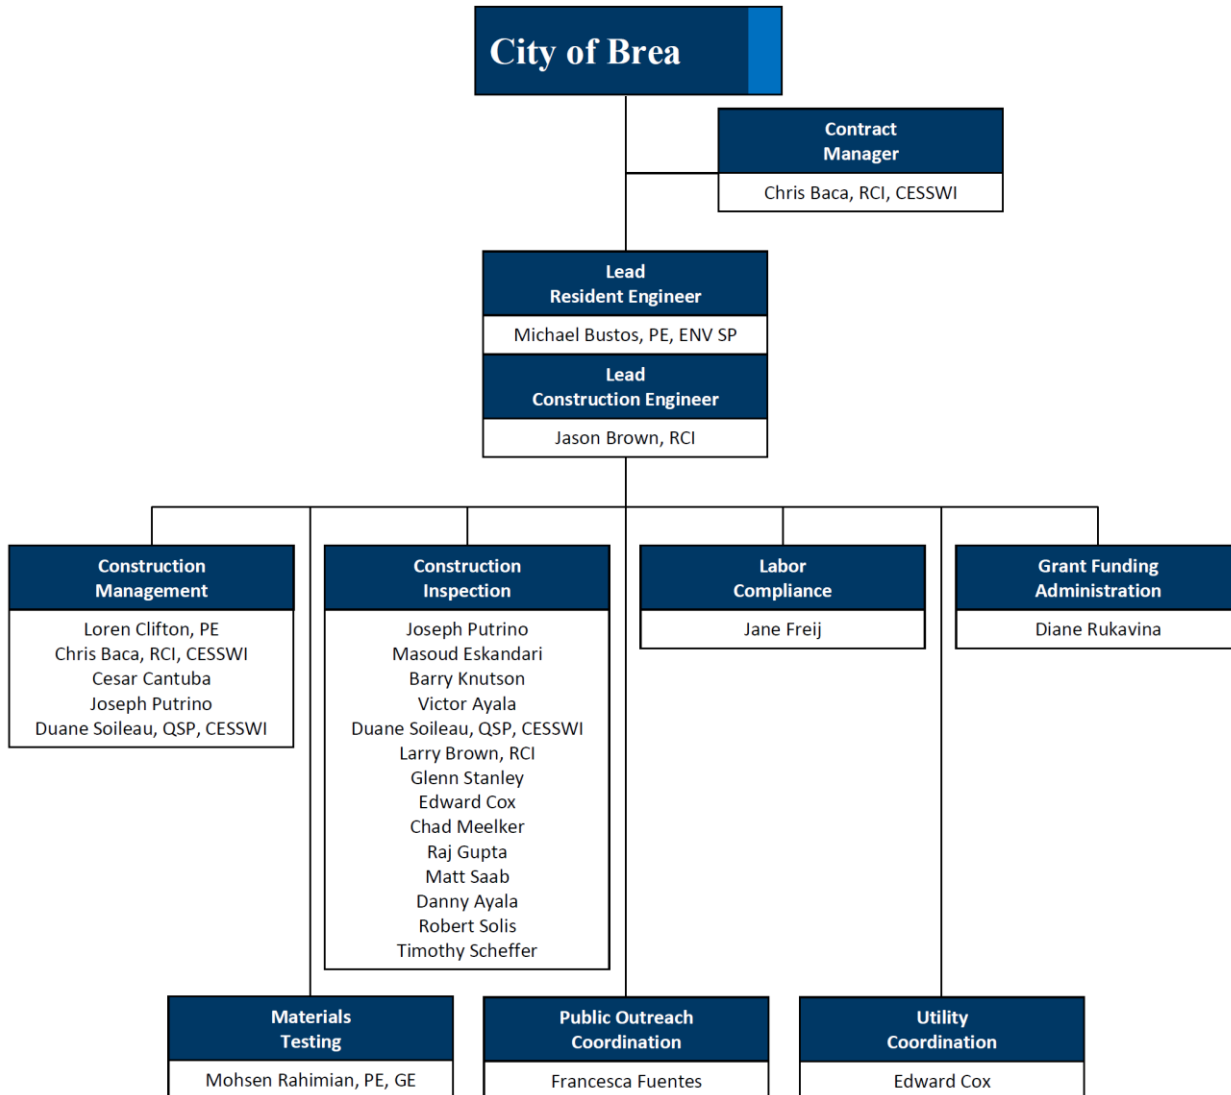 City of Brea
Contract
Manager
Chris Baca, RCI, CESSWI
Lead
Resident Engineer
Michael Bustos, PE, ENV SP
Lead
Construction Engineer
Jason Brown, RCI
Construction
Management
Loren Clifton, PE
Chris Baca, RCI, CESSWI
Cesar Cantuba
Joseph Putrino
Duane Soileau, QSP, CESSWI
Construction
Inspection
Joseph Putrino
Masoud Eskandari
Barry Knutson
Victor Ayala
Duane Soileau, QSP, CESSWI
Larry Brown, RCI
Glenn Stanley
Edward Cox
Chad Meelker
Raj Gupta
Matt Saab
Danny Ayala
Robert Solis
Timothy Scheffer
Labor
Compliance
Jane Freij
Grant Funding
Administration
Diane Rukavina
Materials
Testing
Mohsen Rahimian, PE, GE
Public Outreach
Coordination
Francesca Fuentes
Utility
Coordination
Edward Cox